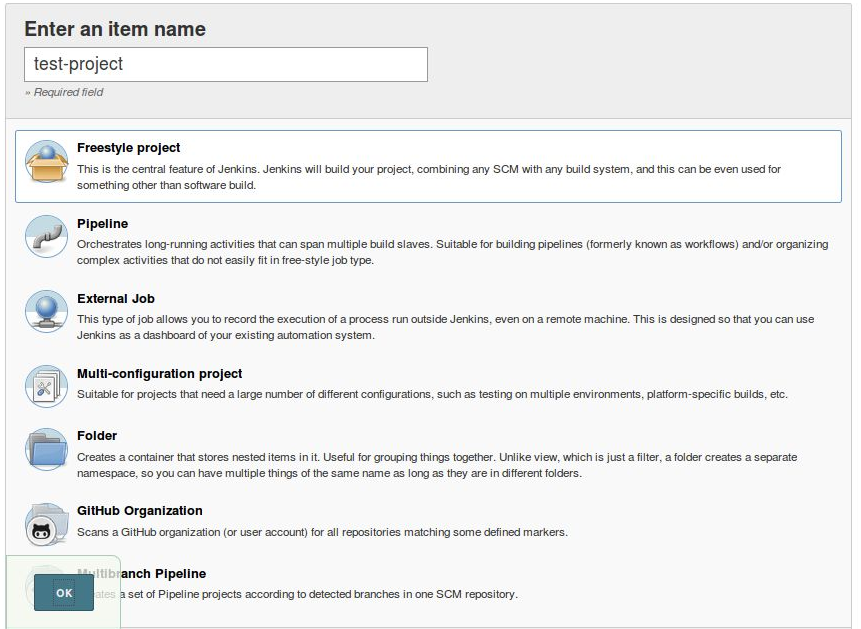 Enter an item name
test-project
» Required field
Freestyle project
This is the central feature of Jenkins. Jenkins will build your project, combining any SCM with any build system, and this can be even used for
something other than software build.
Pipeline
Orchestrates long-running activities that can span multiple build slaves. Suitable for building pipelines (formerly known as workflows) and/or organizing
complex activities that do not easily fit in free-style job type.
External Job
This type of job allows you to record the execution of a process run outside Jenkins, even on a remote machine. This is designed so that you can use
Jenkins as a dashboard of your existing automation system.
Multi-configuration project
Suitable for projects that need a large number of different configurations, such as testing on multiple environments, platform-specific builds, etc.
Folder
Creates a container that stores nested items in it. Useful for grouping things together. Unlike view, which is just a filter, a folder creates a separate
namespace, so you can have multiple things of the same name as long as they are in different folders.
GitHub Organization
Scans a GitHub organization (or user account) for all repositories matching some defined markers.
Multibranch Pipeline
a set of Pipeline projects according to detected branches in one SCM repository.
OK